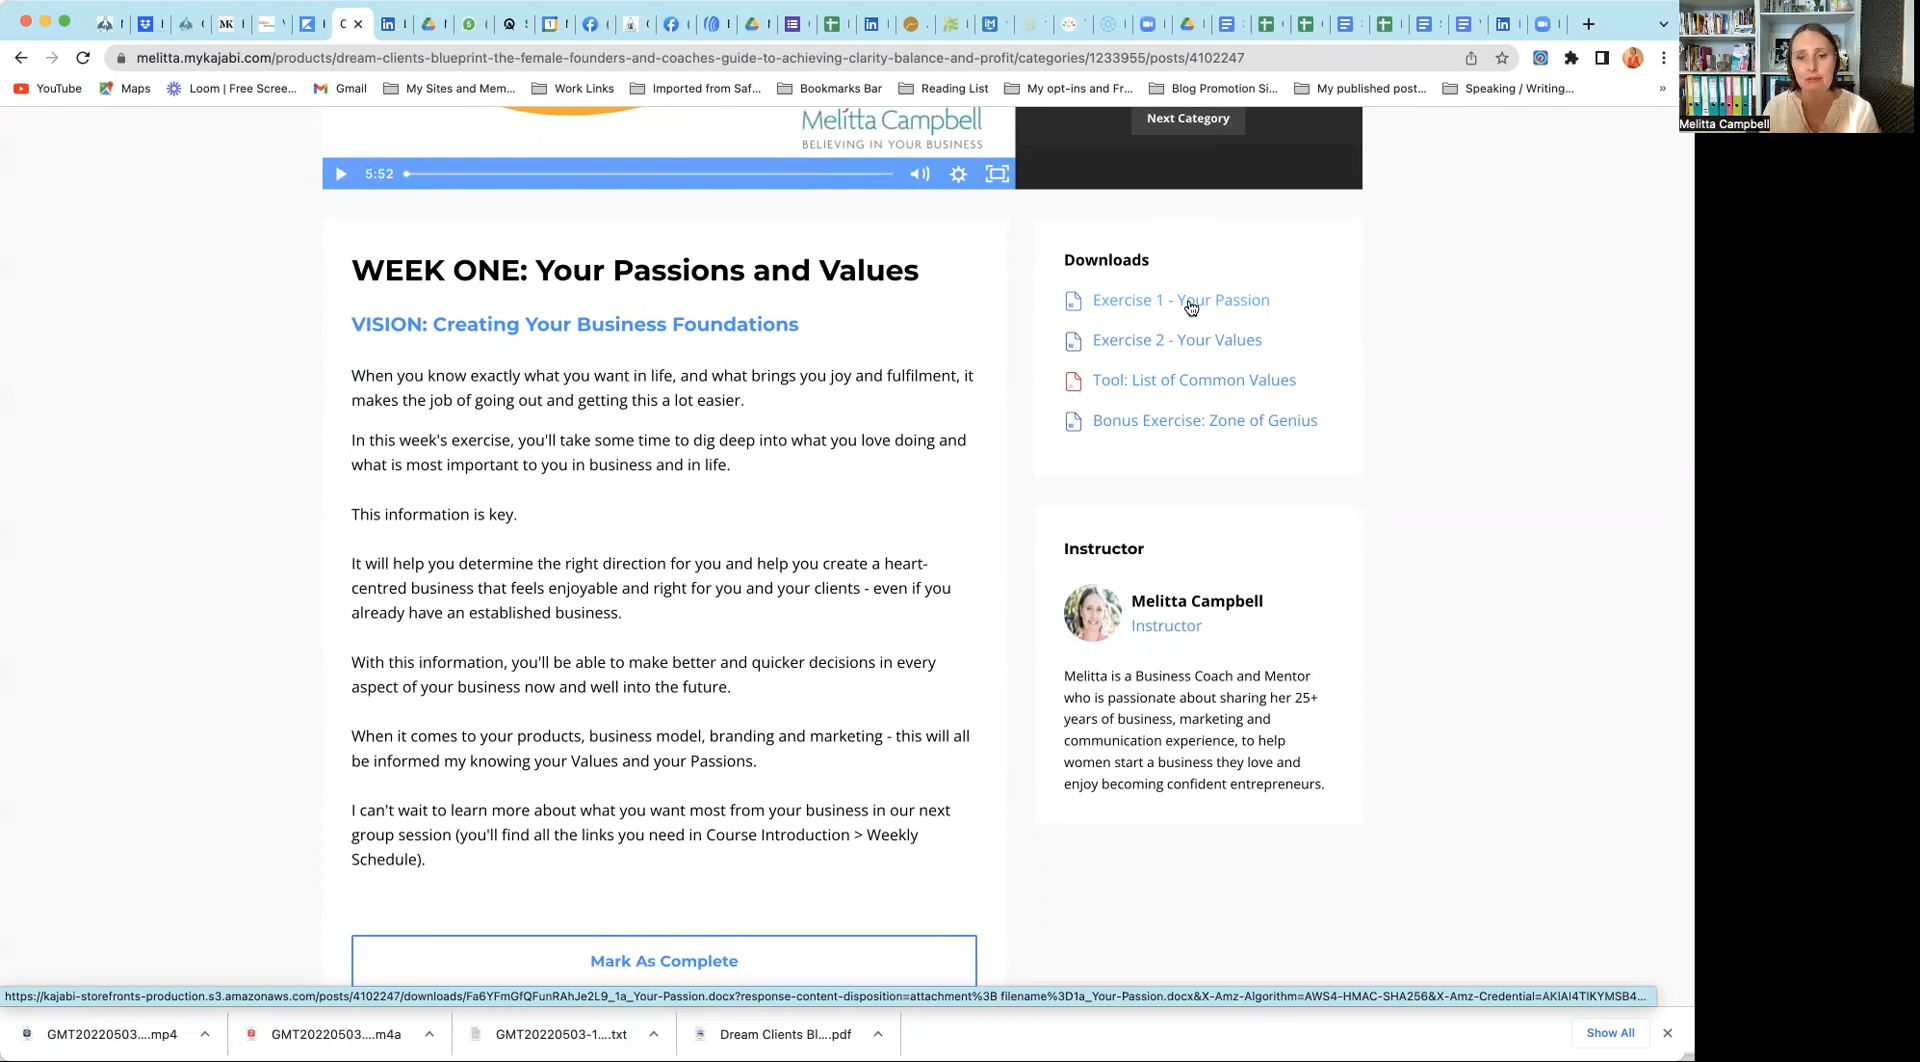 melitta.mykajabi.com/products/dream-clients-blueprint-the-female-founders-and-coaches-guide-to-achieving-clarity-balance-and-profit/categories/1233955/posts/4102247
YouTube
Maps
Loom | Free Scree...
Gmail
My Sites and Mem...
Work Links
Imported from Saf...
Bookmarks Bar
Reading List
My opt-ins and Fr...
Blog Promotion Si...
My published post...
Speaking / Writing...
»
Melitta Campbell
Melitta Campbell
BELIEVING IN YOUR BUSINESS
Next Category
5:52
WEEK ONE: Your Passions and Values
VISION: Creating Your Business Foundations
When you know exactly what you want in life, and what brings you joy and fulfilment, it
makes the job of going out and getting this a lot easier.
In this week's exercise, you'll take some time to dig deep into what you love doing and
what is most important to you in business and in life.
This information is key.
It will help you determine the right direction for you and help you create a heart-
centred business that feels enjoyable and right for you and your clients - even if you
already have an established business.
With this information, you'll be able to make better and quicker decisions in every
aspect of your business now and well into the future.
When it comes to your products, business model, branding and marketing - this will all
be informed my knowing your Values and your Passions.
I can't wait to learn more about what you want most from your business in our next
group session (you'll find all the links you need in Course Introduction > Weekly
Schedule).
Mark As Complete
Downloads
Exercise 1 - Your Passion
Exercise 2 - Your Values
Tool: List of Common Values
Bonus Exercise: Zone of Genius
Instructor
Melitta Campbell
Instructor
Melitta is a Business Coach and Mentor
who is passionate about sharing her 25+
years of business, marketing and
communication experience, to help
women start a business they love and
enjoy becoming confident entrepreneurs.
https://kajabi-storefronts-production.s3.amazonaws.com/posts/4102247/downloads/Fa6YFmGfQFunRAhJe2L9_1a_Your-Passion.docx?response-content-disposition=attachment%3B filename%3D1a_Your-Passion.docx&X-Amz-Algorithm=AWS4-HMAC-SHA256&X-Amz-Credential=AKIAI4TIKYMSB4...
GMT20220503....mp4
GMT20220503....m4a
GMT20220503-1....txt
Dream Clients Bl....pdf
Show All